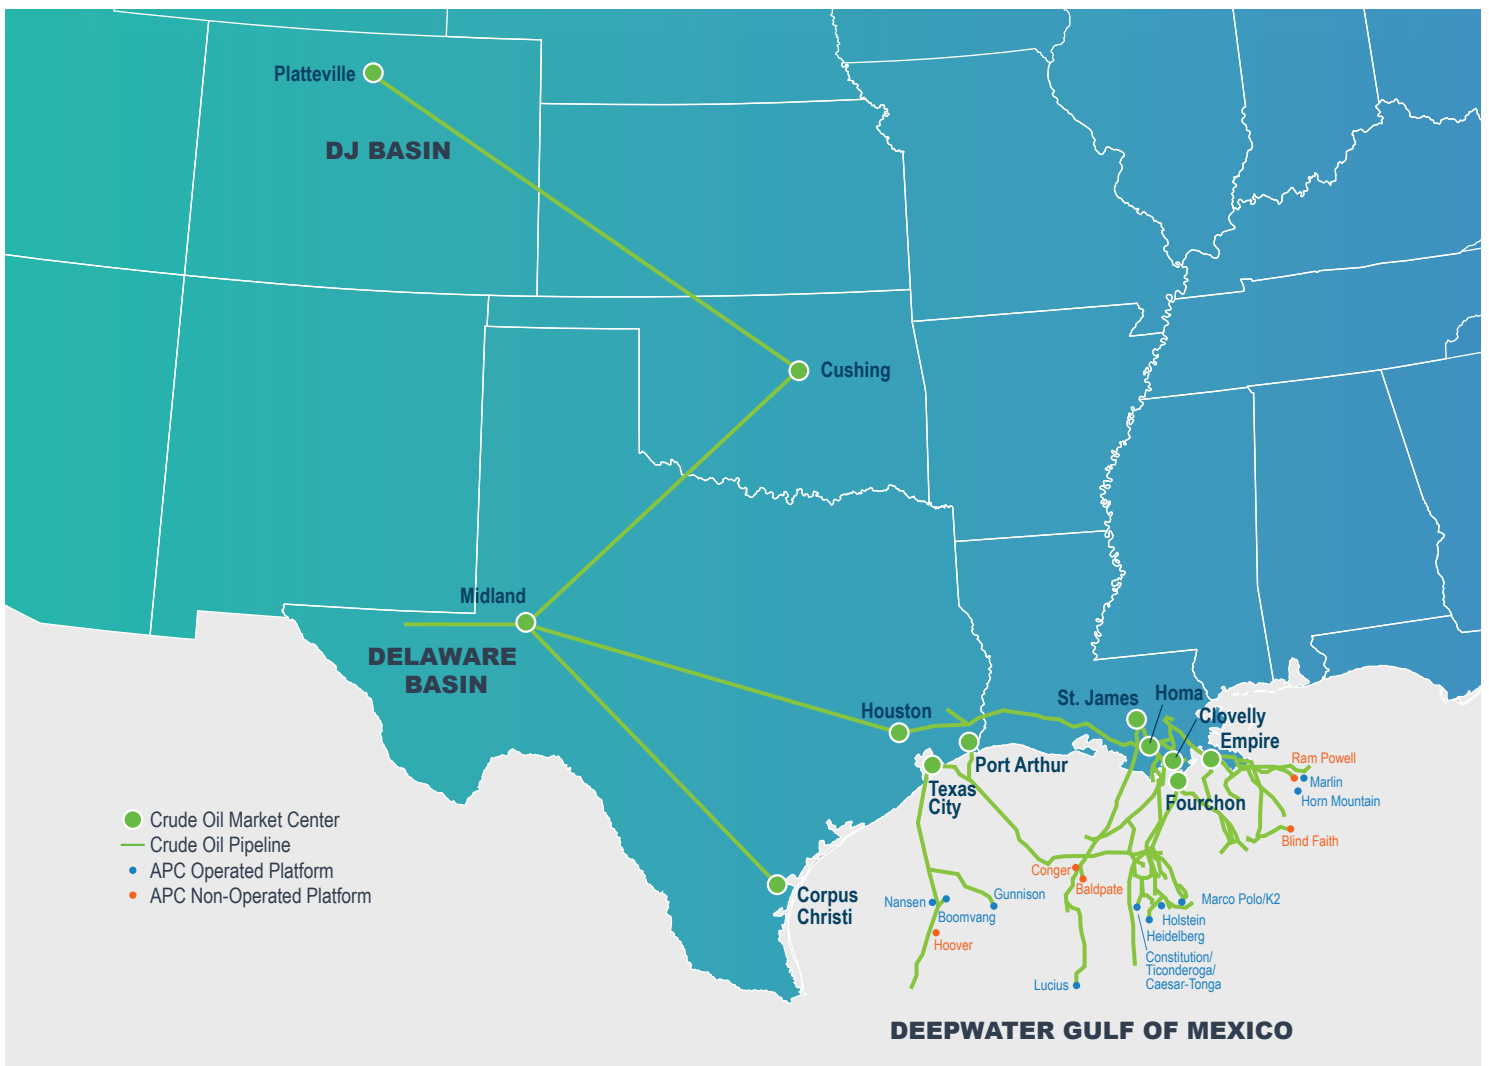 Platteville
DJ BASIN
Cushing
Midland
DELAWARE
BASIN
Houston
St. James
Homa
Clovelly
Empire
Port Arthur
Texas
City
Fourchon
Ram Powell
Marlin
Horn Mountain
Blind Faith
Crude Oil Market Center
Crude Oil Pipeline
APC Operated Platform
APC Non-Operated Platform
Corpus
Christi
Conger
Baldpate
Nansen
Boomvang
Gunnison
Hoover
Marco Polo/K2
Holstein
Heidelberg
Constitution/
Ticonderoga/
Caesar-Tonga
Lucius
DEEPWATER GULF OF MEXICO